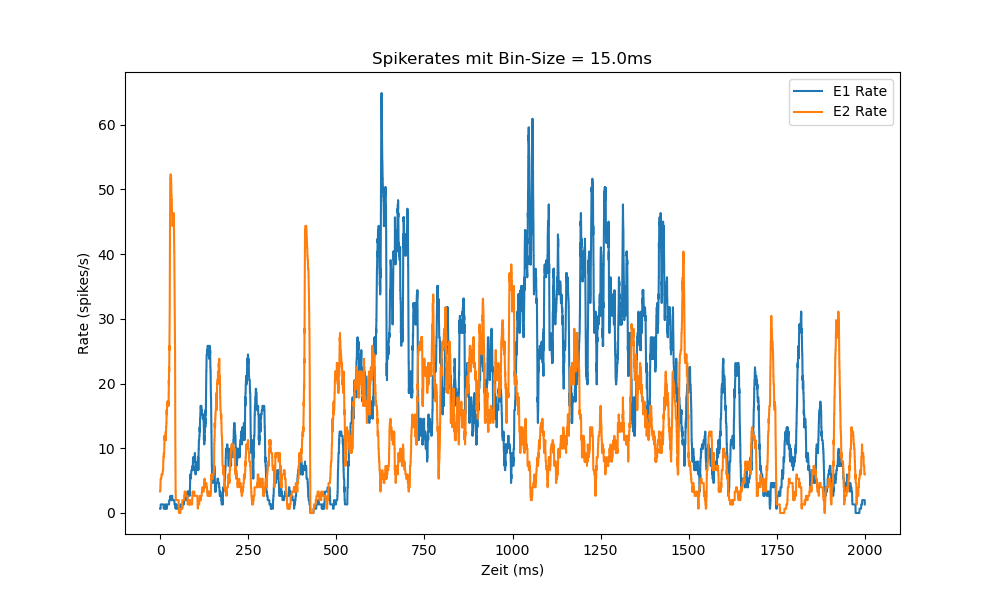 Spikerates mit Bin-Size = 15.0ms
E1 Rate
E2 Rate
60
50
40
30
20
10
0
Rate (spikes/s)
0 250 500 750 1000 1250 1500 1750 2000
Zeit (ms)